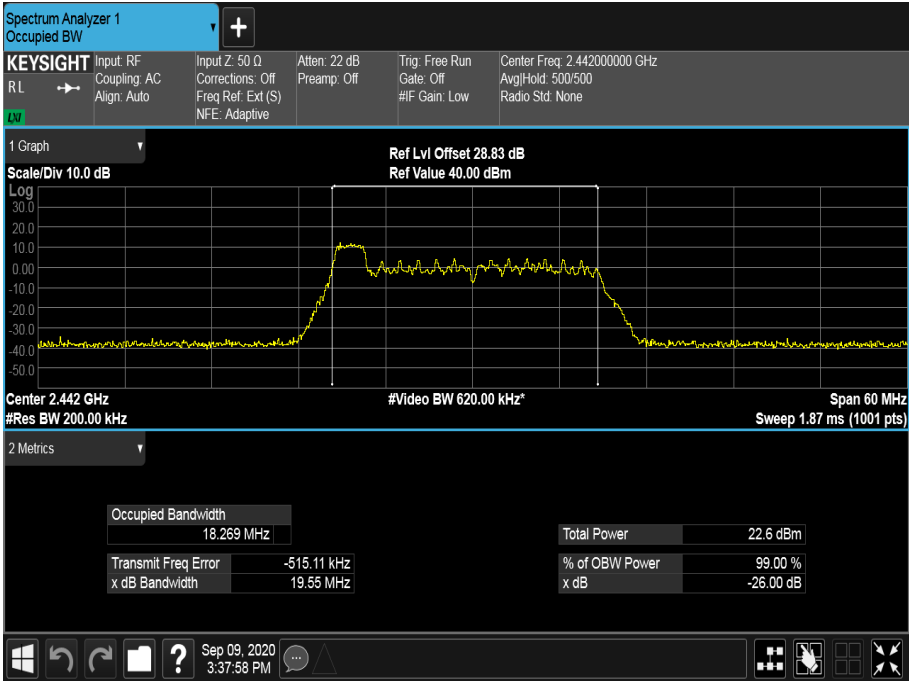 Spectrum Analyzer 1
Occupied BW
+
KEYSIGHT
RL
LXI
Input: RF
Coupling: AC
Align: Auto
Input Z: 50 Ω
Corrections: Off
Freq Ref: Ext (S)
NFE: Adaptive
Atten: 22 dB
Preamp: Off
Trig: Free Run
Gate: Off
#IF Gain: Low
Center Freq: 2.442000000 GHz
Avg|Hold: 500/500
Radio Std: None
1 Graph
Scale/Div 10.0 dB
Ref Lvl Offset 28.83 dB
Ref Value 40.00 dBm
Log
30.0
20.0
10.0
0.00
-10.0
-20.0
-30.0
-40.0
-50.0
Center 2.442 GHz
#Video BW 620.00 kHz*
Span 60 MHz
#Res BW 200.00 kHz
Sweep 1.87 ms (1001 pts)
2 Metrics
Occupied Bandwidth
18.269 MHz
Transmit Freq Error -515.11 kHz
x dB Bandwidth 19.55 MHz
Total Power 22.6 dBm
% of OBW Power 99.00 %
x dB -26.00 dB
?
Sep 09, 2020
3:37:58 PM